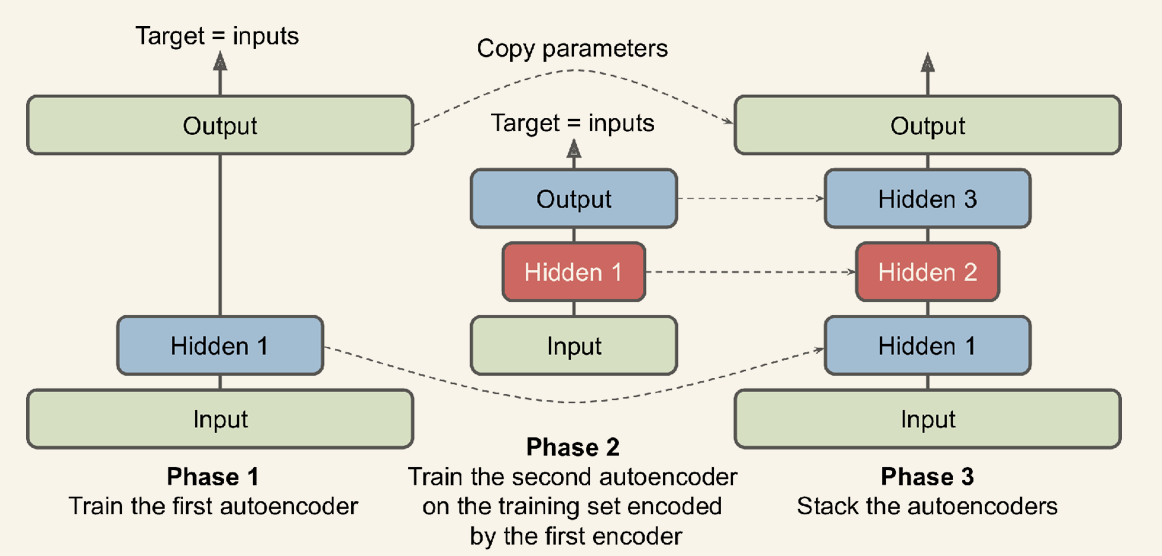 Target = inputs
Output
Hidden 1
Input
Phase 1
Train the first autoencoder
Copy parameters
Target = inputs
Output
Hidden 1
Input
Phase 2
Train the second autoencoder
on the training set encoded
by the first encoder
Output
Hidden 3
Hidden 2
Hidden 1
Input
Phase 3
Stack the autoencoders